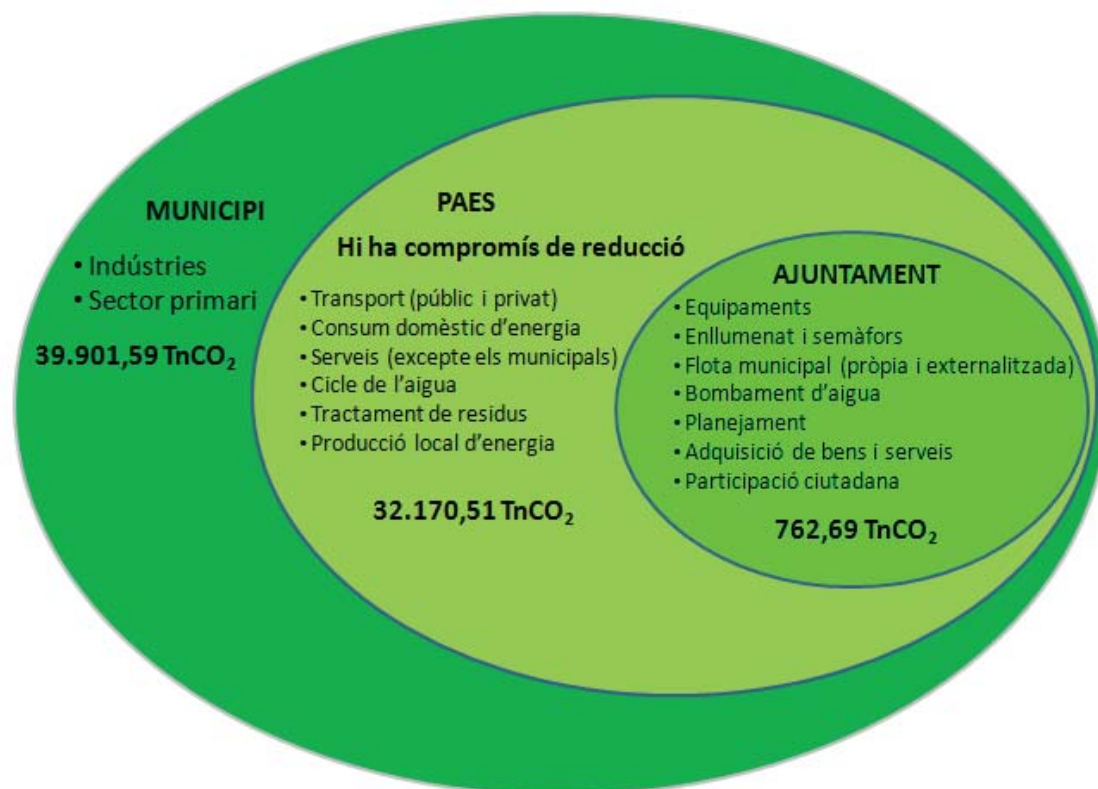 MUNICIPI
• Indústries
• Sector primari
39.901,59 TnCO₂
PAES
Hi ha compromís de reducció
• Transport (públic i privat)
• Consum domèstic d'energia
• Serveis (excepte els municipals)
• Cicle de l'aigua
• Tractament de residus
• Producció local d'energia
32.170,51 TnCO₂
AJUNTAMENT
• Equipaments
• Enllumenat i semàfors
• Flota municipal (pròpia i externalitzada)
• Bombament d'aigua
• Planejament
• Adquisició de bens i serveis
• Participació ciutadana
762,69 TnCO₂